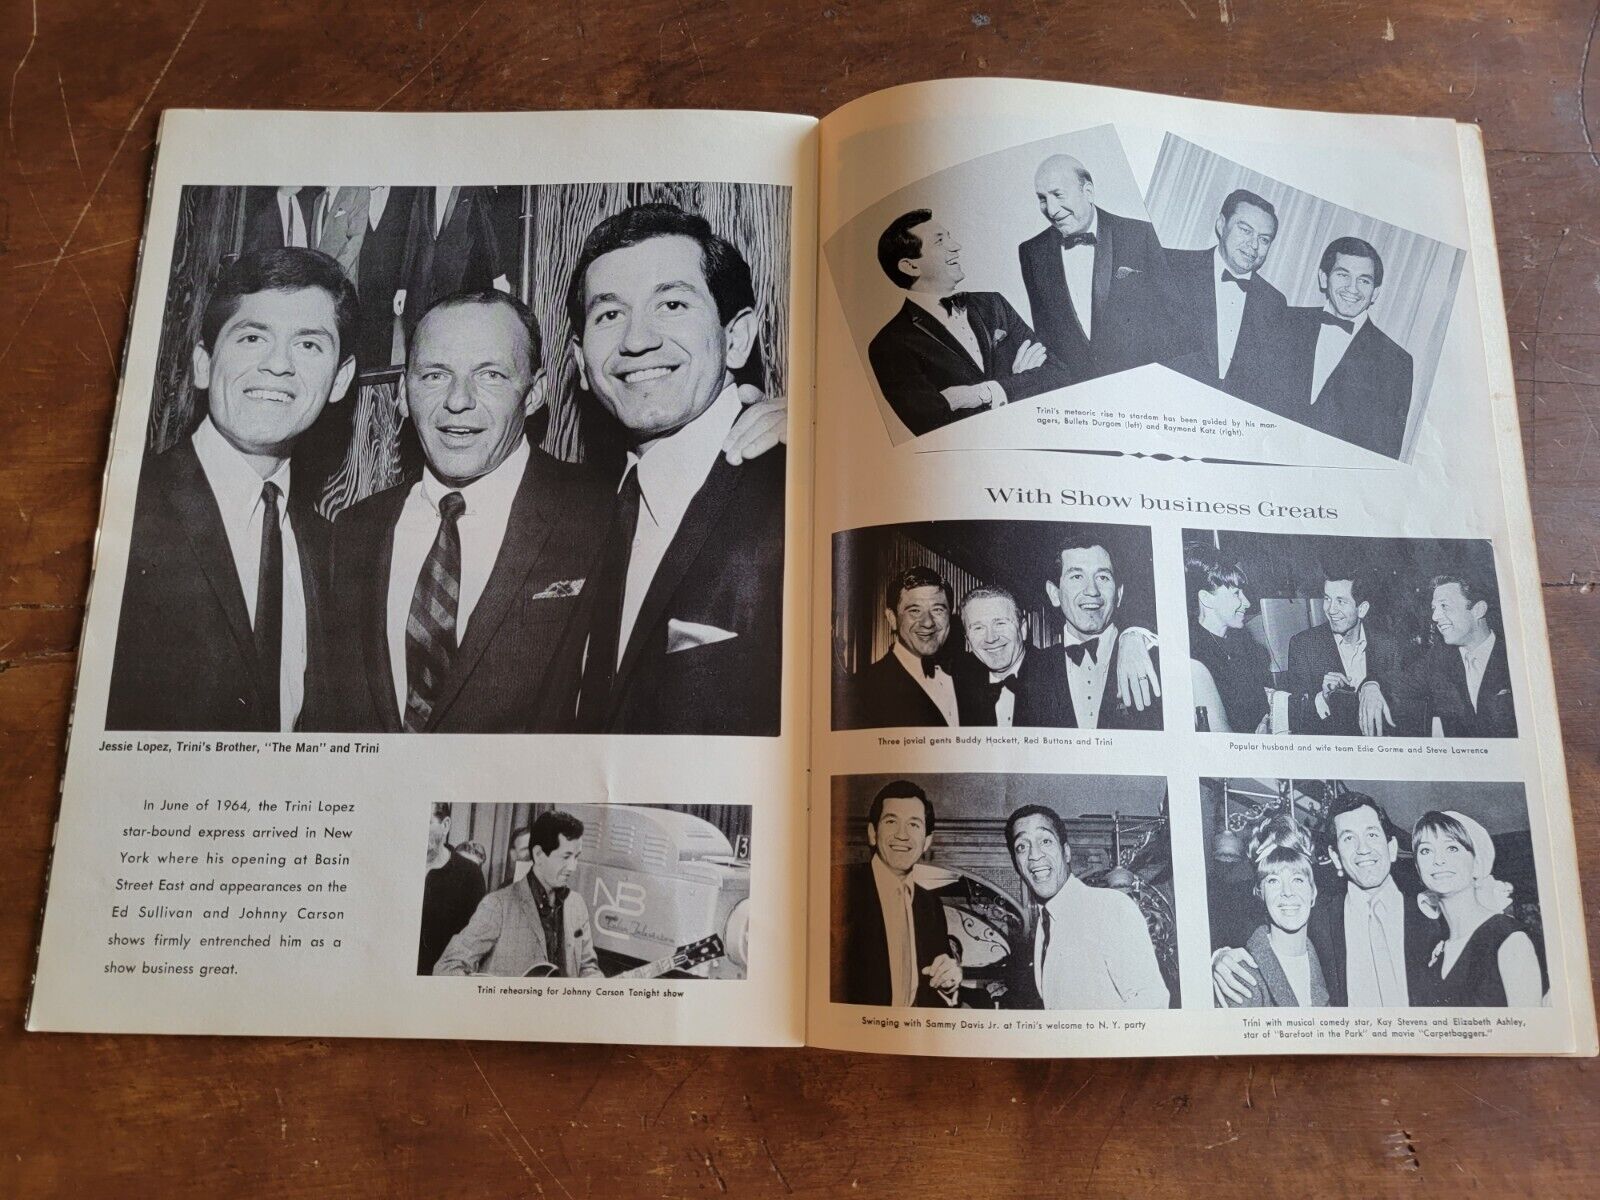 Jessie Lopez, Trini's Brother, "The Man" and Trini
In June of 1964, the Trini Lopez
star-bound express arrived in New
York where his opening at Basin
Street East and appearances on the
Ed Sullivan and Johnny Carson
shows firmly entrenched him as a
show business great.
3
NBC
Color Television
Trini rehearsing for Johnny Carson Tonight show
Trini's meteoric rise to stardom has been guided by his man-
agers, Bullets Durgom (left) and Raymond Katz (right).
With Show business Greats
Three jovial gents Buddy Hackett, Red Buttons and Trini
Popular husband and wife team Edie Gorme and Steve Lawrence
Swinging with Sammy Davis Jr. at Trini's welcome to N. Y. party
Trini with musical comedy star, Kay Stevens and Elizabeth Ashley,
star of "Barefoot in the Park" and movie "Carpetbaggers."